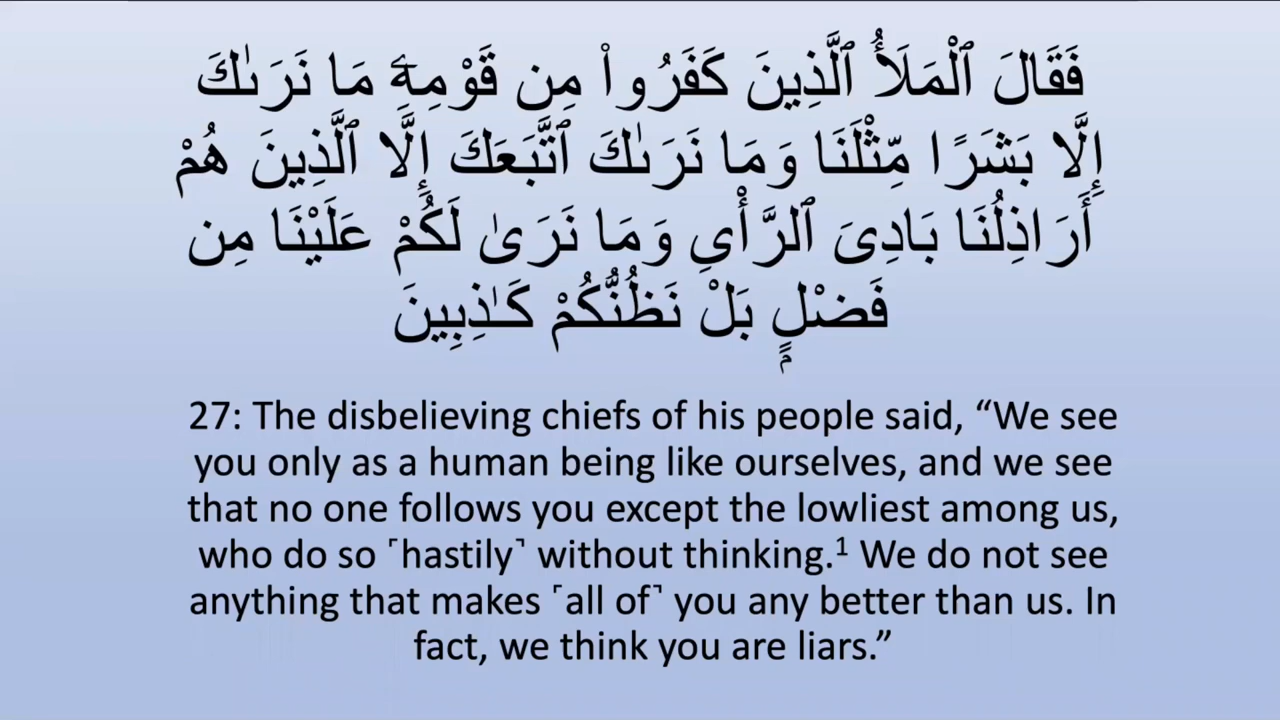 فَقَالَ ٱلْمَلَأُ ٱلَّذِينَ كَفَرُوا۟ مِن قَوْمِهِۦ مَا نَرَىٰكَ
إِلَّا بَشَرًا مِّثْلَنَا وَمَا نَرَىٰكَ ٱتَّبَعَكَ إِلَّا ٱلَّذِينَ هُمْ
أَرَاذِلُنَا بَادِىَ ٱلرَّأْىِ وَمَا نَرَىٰ لَكُمْ عَلَيْنَا مِن
فَضْلٍۭ بَلْ نَظُنُّكُمْ كَـٰذِبِينَ
27: The disbelieving chiefs of his people said, “We see
you only as a human being like ourselves, and we see
that no one follows you except the lowliest among us,
who do so ˹hastily˺ without thinking.¹ We do not see
anything that makes ˹all of˺ you any better than us. In
fact, we think you are liars.”